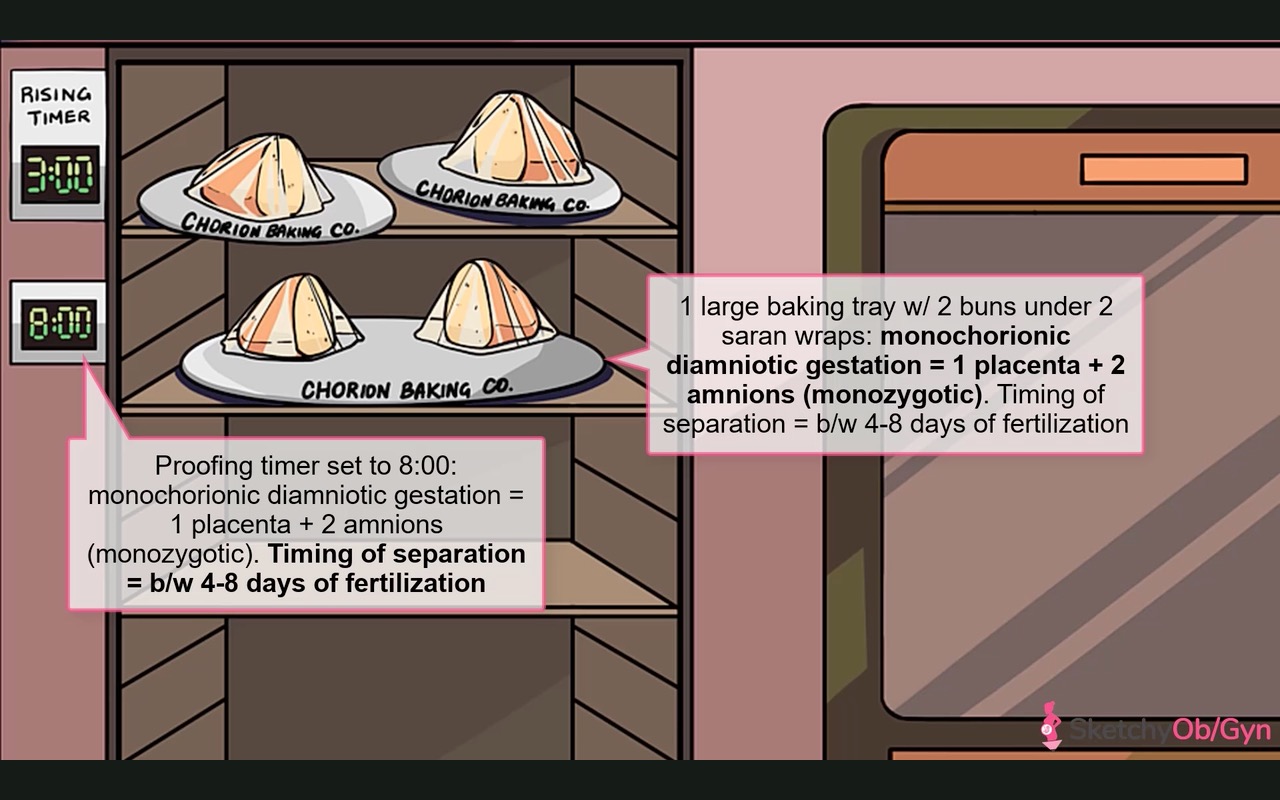 RISING
TIMER
3:00
CHORION BAKING CO.
CHORION BAKING CO.
8:00
CHORION BAKING CO.
1 large baking tray w/ 2 buns under 2
saran wraps: monochorionic
diamniotic gestation = 1 placenta + 2
amnions (monozygotic). Timing of
separation = b/w 4-8 days of fertilization
Proofing timer set to 8:00:
monochorionic diamniotic gestation =
1 placenta + 2 amnions
(monozygotic). Timing of separation
= b/w 4-8 days of fertilization
SketchyOb/Gyn